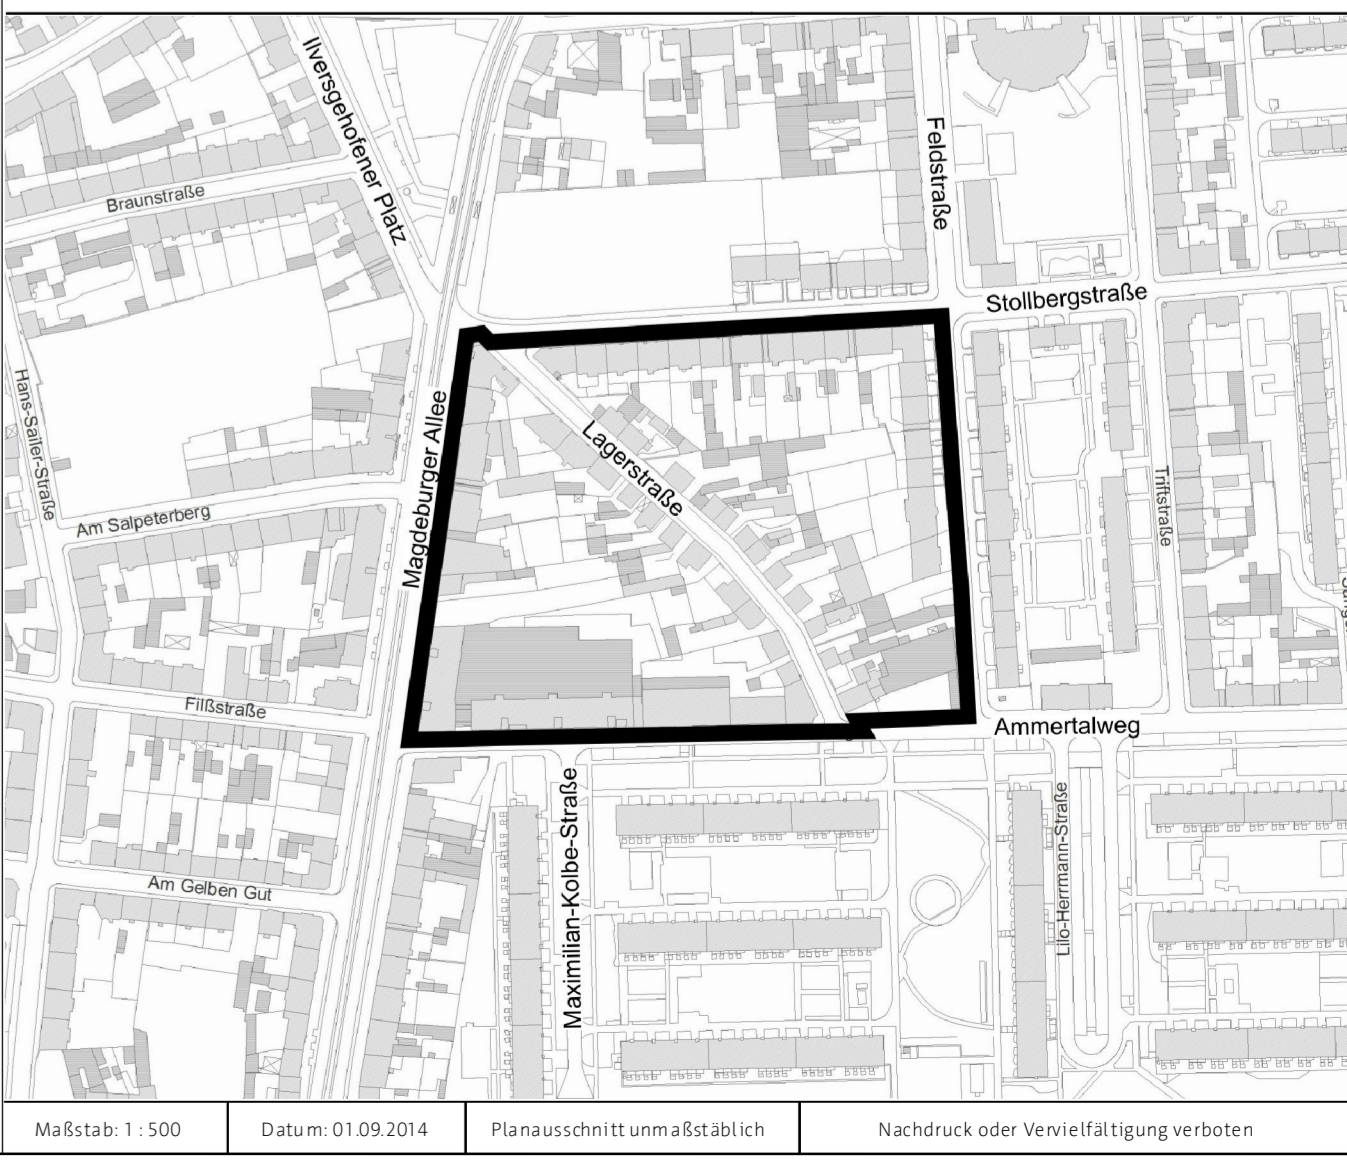 Ilversgehofener Platz
Braunstraße
Feldstraße
Stollbergstraße
Hans-Sailer-Straße
Magdeburger Allee
Lagerstraße
Am Salpeterberg
Triftstraße
Filßstraße
Ammertalweg
Maximilian-Kolbe-Straße
Lilo-Herrmann-Straße
Am Gelben Gut
Maßstab: 1 : 500
Datum: 01.09.2014
Planausschnitt unmaßstäblich
Nachdruck oder Vervielfältigung verboten